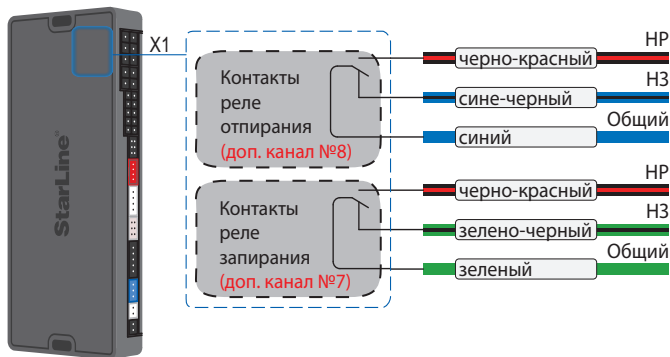 X1
StarLine®
Контакты
реле
отпирания
(доп. канал №8)
черно-красный
НР
сине-черный
НЗ
синий
Общий
Контакты
реле
запирания
(доп. канал №7)
черно-красный
НР
зелено-черный
НЗ
зеленый
Общий